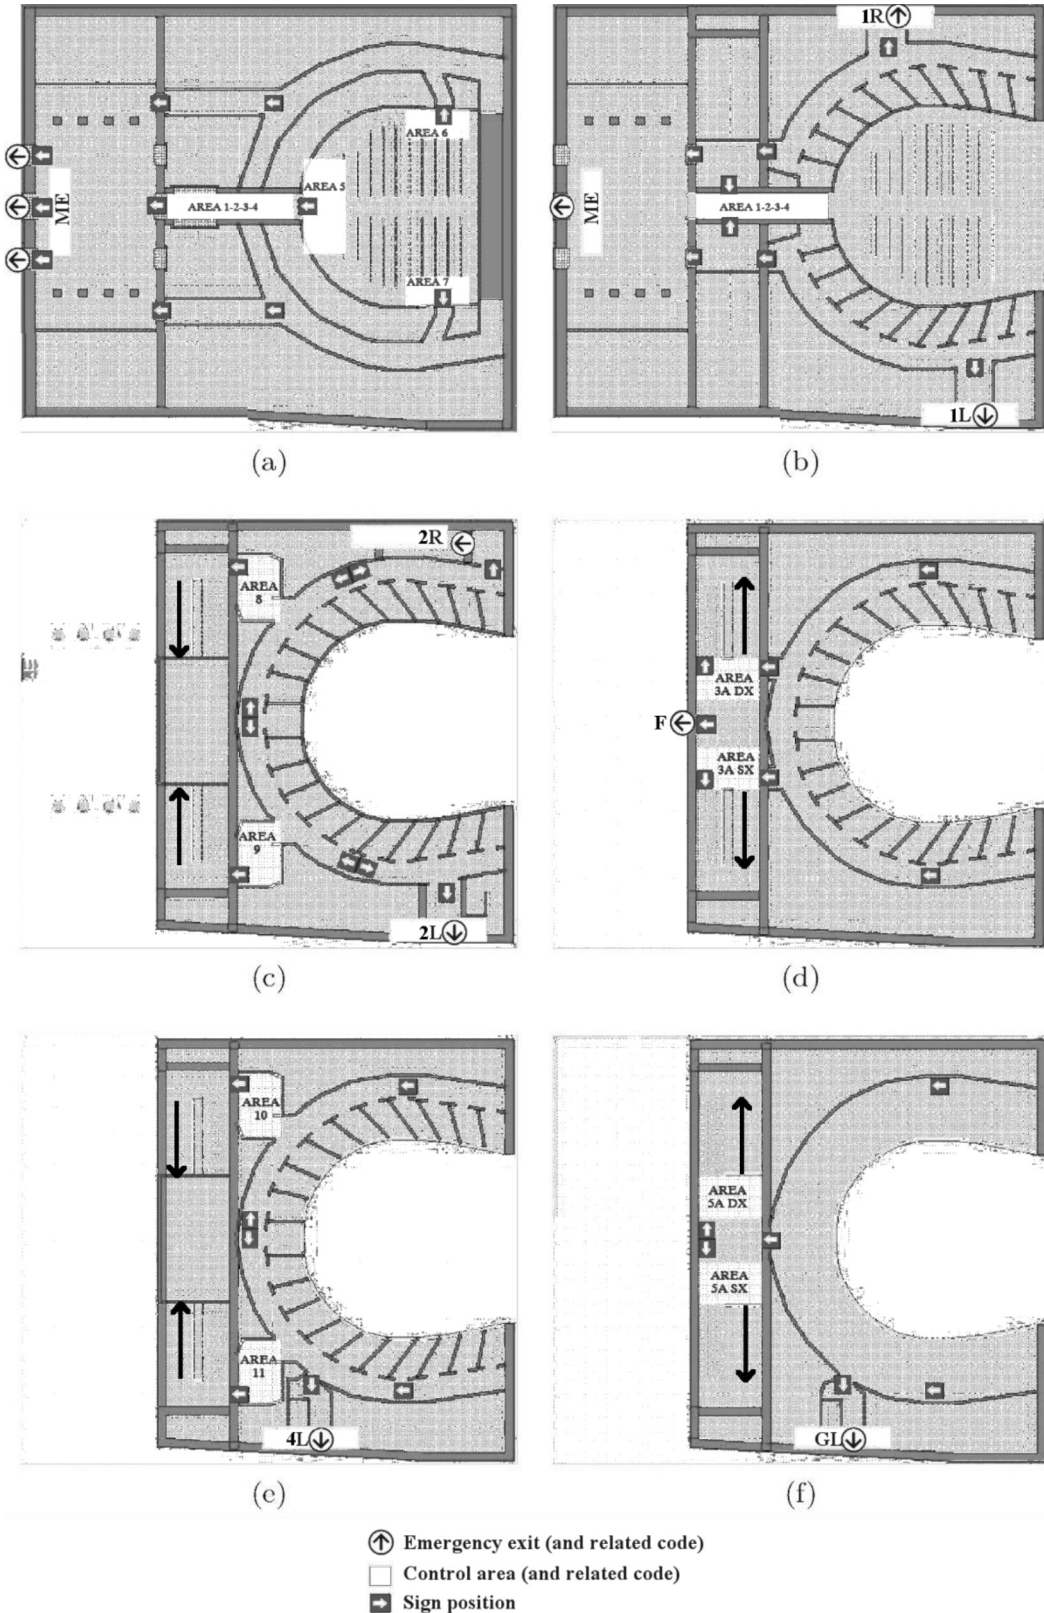 AREA 6
AREA 5
ME
AREA 1-2-3-4
AREA 7
(a)
1R
ME
AREA 1-2-3-4
1L
(b)
2R
AREA
8
AREA
9
2L
(c)
AREA
3A DX
F
AREA
3A SX
(d)
AREA
10
AREA
11
4L
(e)
AREA
5A DX
AREA
5A SX
GL
(f)
Emergency exit (and related code)
Control area (and related code)
Sign position